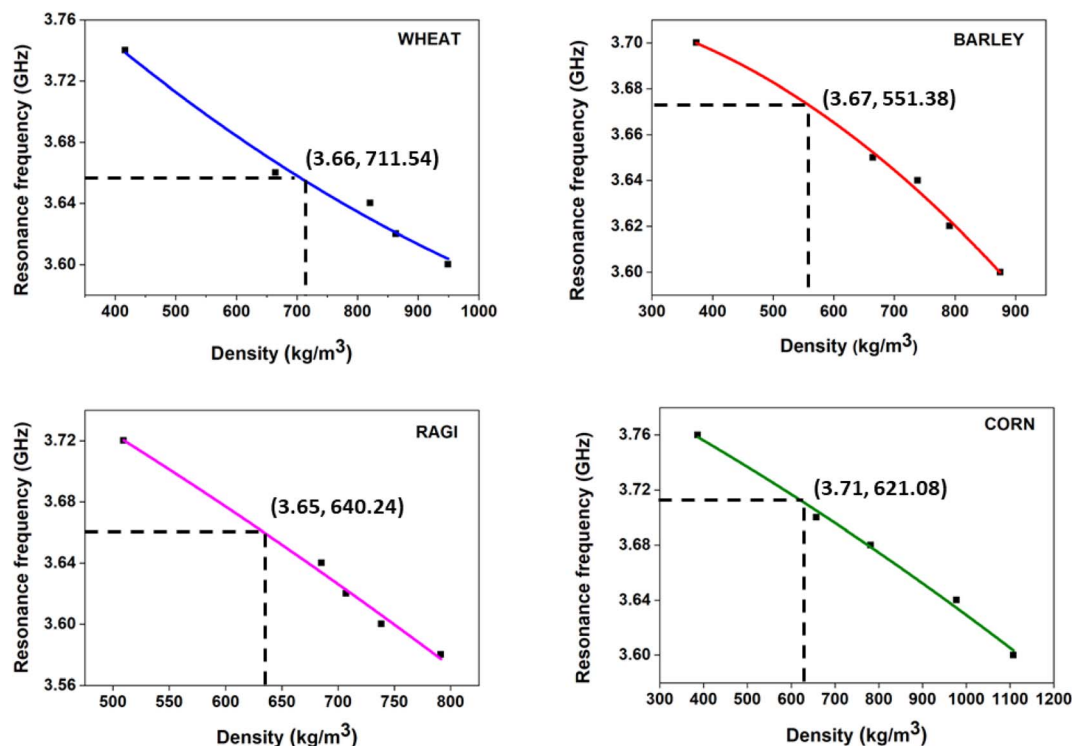 WHEAT
Resonance frequency (GHz)
3.76
3.72
3.68
3.64
3.60
(3.66, 711.54)
400 500 600 700 800 900 1000
Density (kg/m³)
BARLEY
Resonance frequency (GHz)
3.70
3.68
3.66
3.64
3.62
3.60
(3.67, 551.38)
300 400 500 600 700 800 900
Density (kg/m³)
RAGI
Resonance frequency (GHz)
3.72
3.68
3.64
3.60
3.56
(3.65, 640.24)
500 550 600 650 700 750 800
Density (kg/m³)
CORN
Resonance frequency (GHz)
3.76
3.72
3.68
3.64
3.60
(3.71, 621.08)
300 400 500 600 700 800 900 1000 1100 1200
Density (kg/m³)